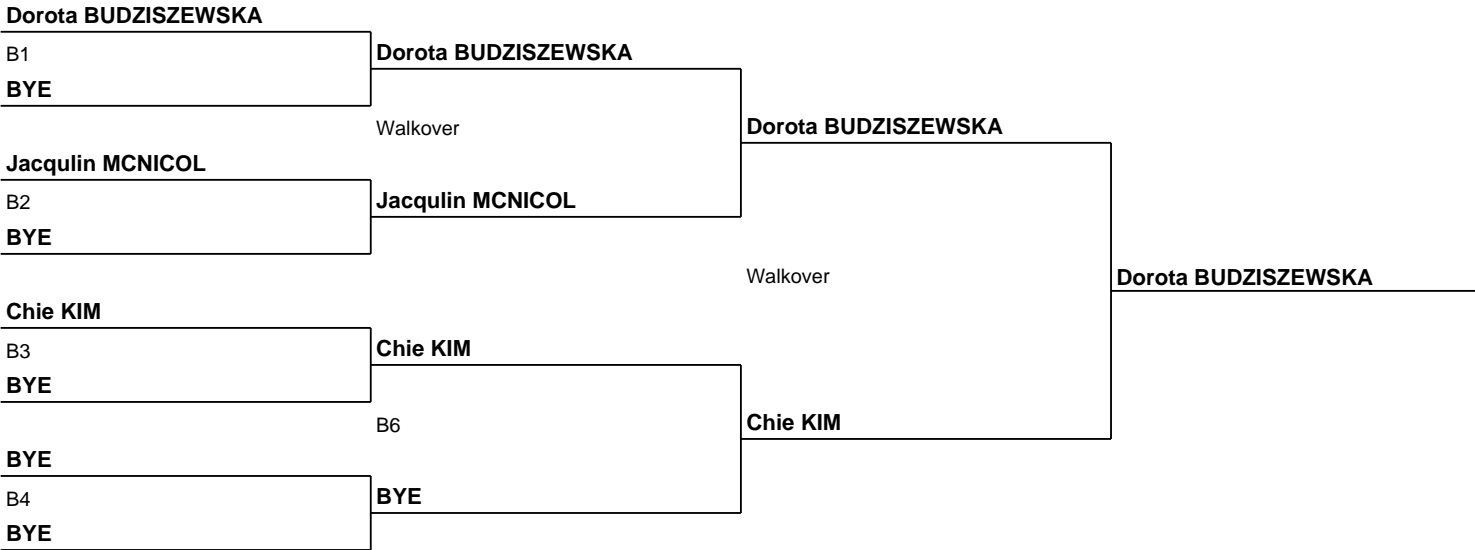 Dorota BUDZISZEWSKA
B1
Dorota BUDZISZEWSKA
BYE
Walkover
Dorota BUDZISZEWSKA
Jacqulin MCNICOL
B2
Jacqulin MCNICOL
BYE
Walkover
Dorota BUDZISZEWSKA
Chie KIM
B3
Chie KIM
BYE
B6
Chie KIM
BYE
B4
BYE
BYE